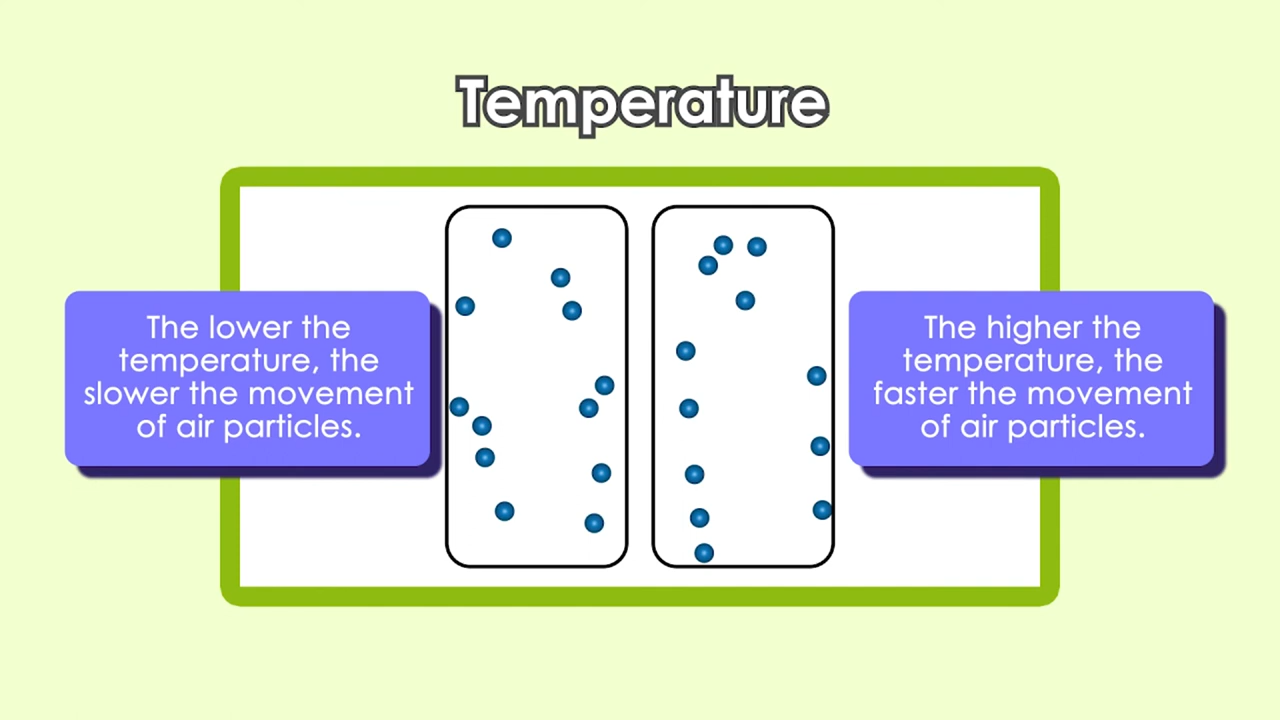 Temperature
The lower the
temperature, the
slower the movement
of air particles.
The higher the
temperature, the
faster the movement
of air particles.